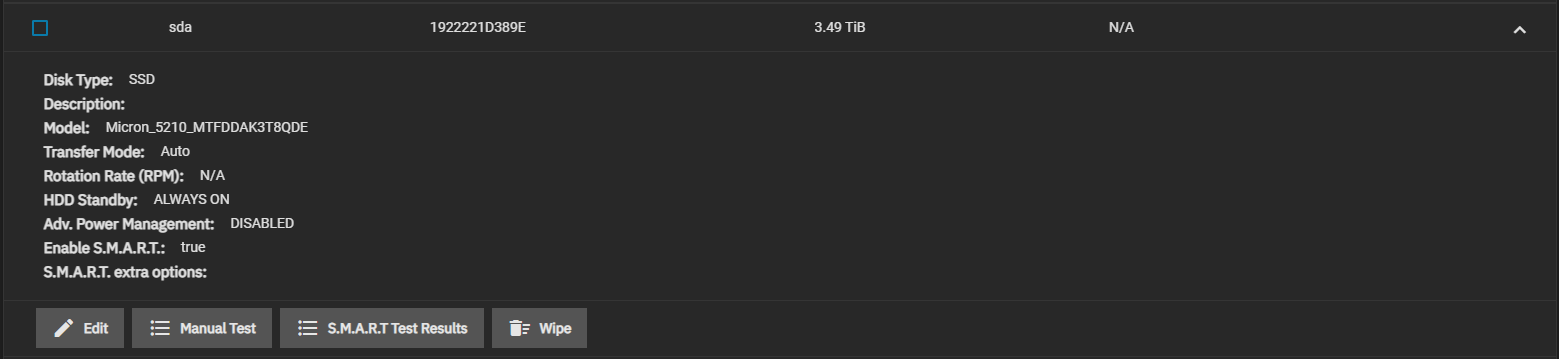 sda 1922221D389E 3.49 TiB N/A
Disk Type: SSD
Description:
Model: Micron_5210_MTFDDAK3T8QDE
Transfer Mode: Auto
Rotation Rate (RPM): N/A
HDD Standby: ALWAYS ON
Adv. Power Management: DISABLED
Enable S.M.A.R.T.: true
S.M.A.R.T. extra options:
Edit Manual Test S.M.A.R.T Test Results Wipe